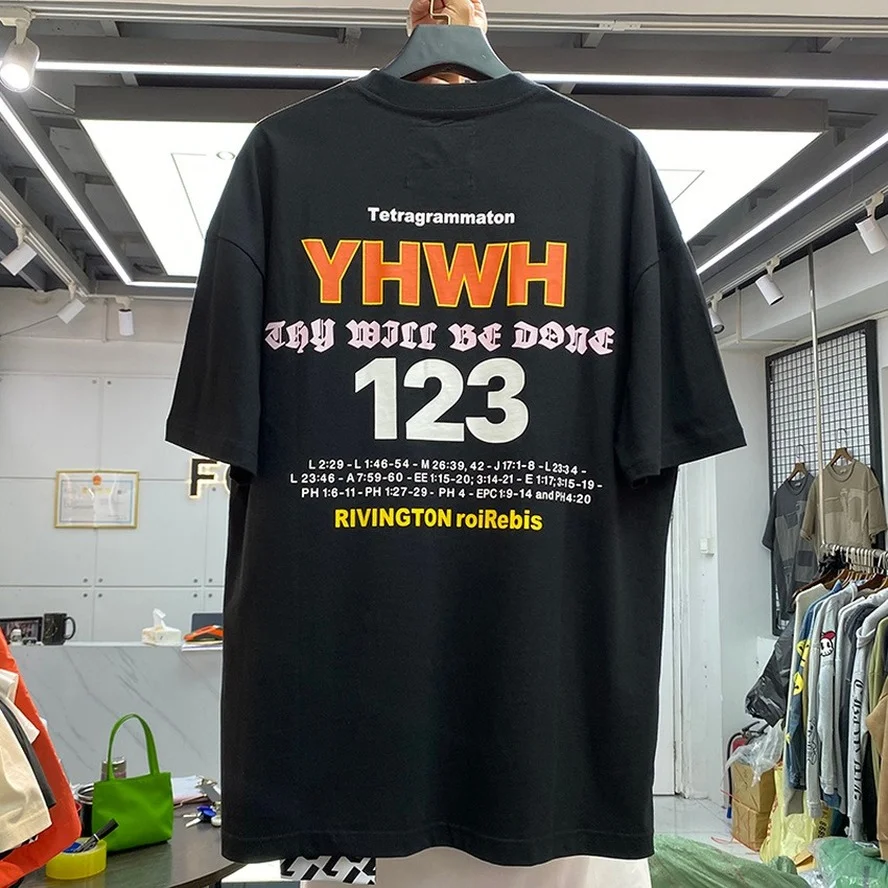 Tetragrammaton
YHWH
THY WILL BE DONE
123
L 2:29 - L 1:46-54 - M 26:39, 42 - J 17:1-8 - L 23:34 -
L 23:46 - A 7:59-60 - EE 1:15-20; 3:14-21 - E 1:17; 3:15-19 -
PH 1:6-11 - PH 1:27-29 - PH 4 - EPC 1:9-14 and PH 4:20
RIVINGTON roiRebis